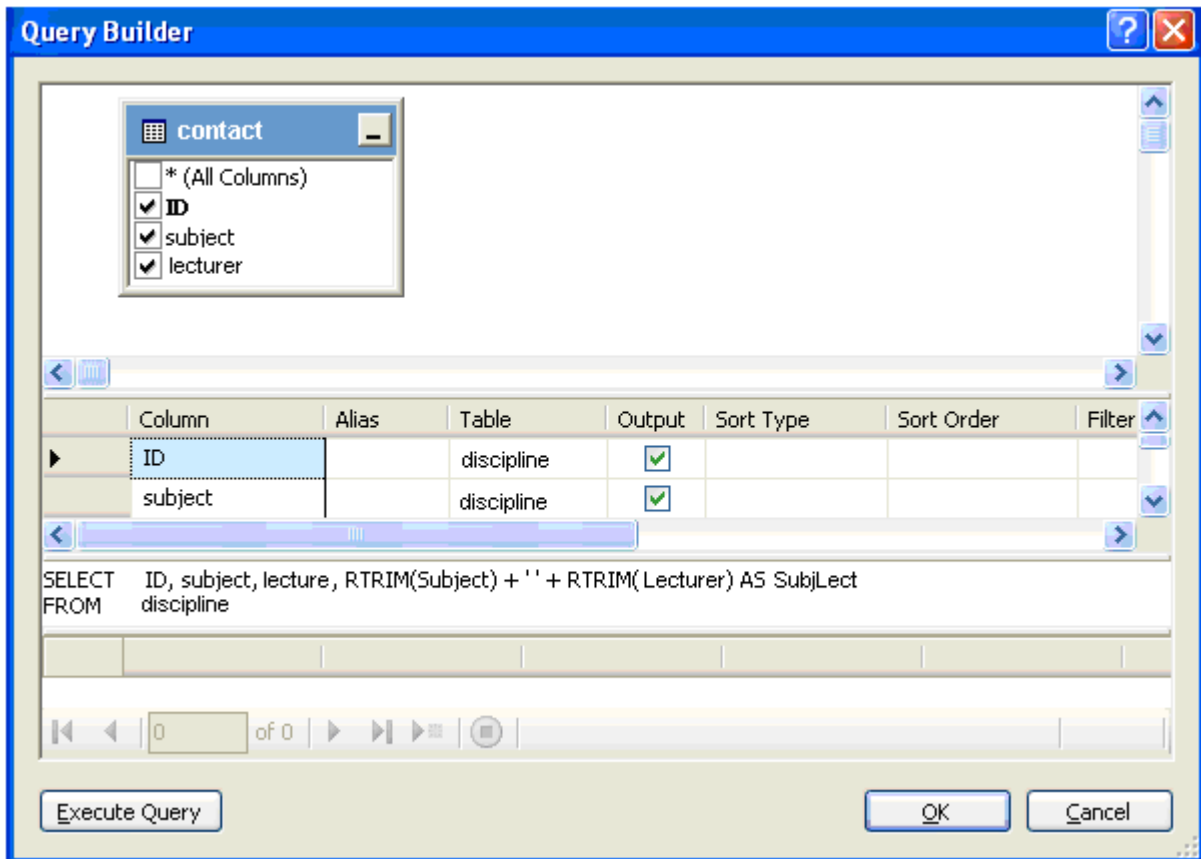 Query Builder
contact
* (All Columns)
ID
subject
lecturer
Column Alias Table Output Sort Type Sort Order Filter
ID discipline
subject discipline
SELECT ID, subject, lecture, RTRIM(Subject) + ' ' + RTRIM( Lecturer) AS SubjLect
FROM discipline
0 of 0
Execute Query OK Cancel